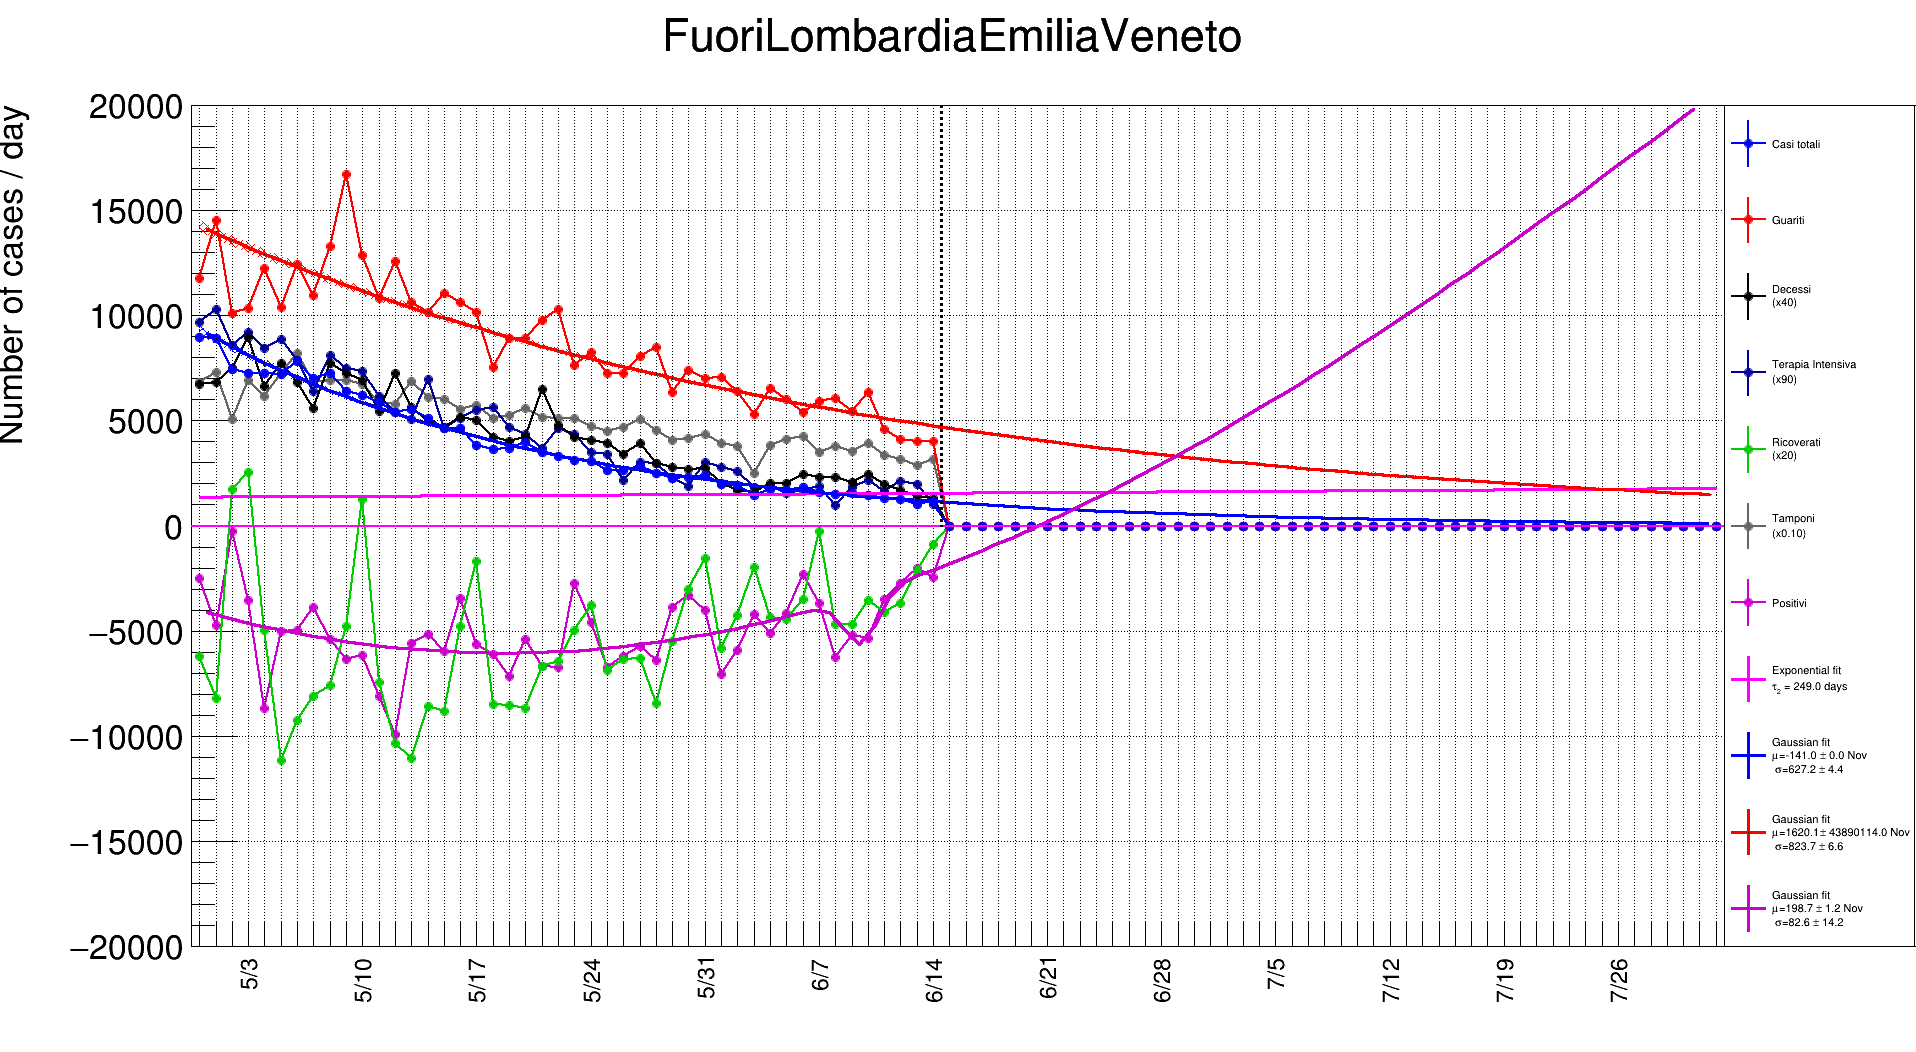 FuoriLombardiaEmiliaVeneto
Number of cases / day
20000
15000
10000
5000
0
−5000
−10000
−15000
−20000
5/3
5/10
5/17
5/24
5/31
6/7
6/14
6/21
6/28
7/5
7/12
7/19
7/26
Casi totali
Guariti
Decessi
(x40)
Terapia Intensiva
(x90)
Ricoverati
(x20)
Tamponi
(x0.10)
Positivi
Exponential fit
τ₂ = 249.0 days
Gaussian fit
μ=-141.0 ± 0.0 Nov
σ=627.2 ± 4.4
Gaussian fit
μ=1620.1 ± 43890114.0 Nov
σ=823.7 ± 6.6
Gaussian fit
μ=198.7 ± 1.2 Nov
σ=82.6 ± 14.2